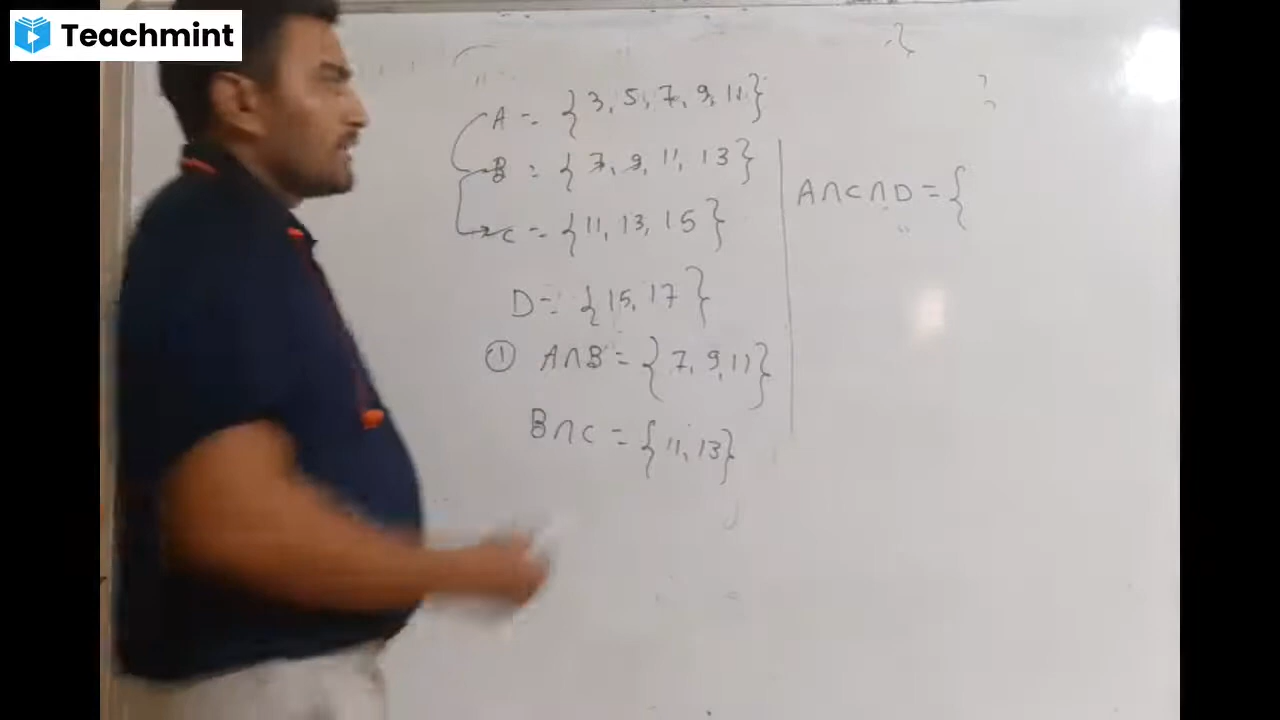 Teachmint
A = {3, 5, 7, 9, 11}
B = {7, 9, 11, 13}
C = {11, 13, 15}
D = {15, 17}
① A∩B = {7, 9, 11}
B∩C = {11, 13}
A∩C∩D = {